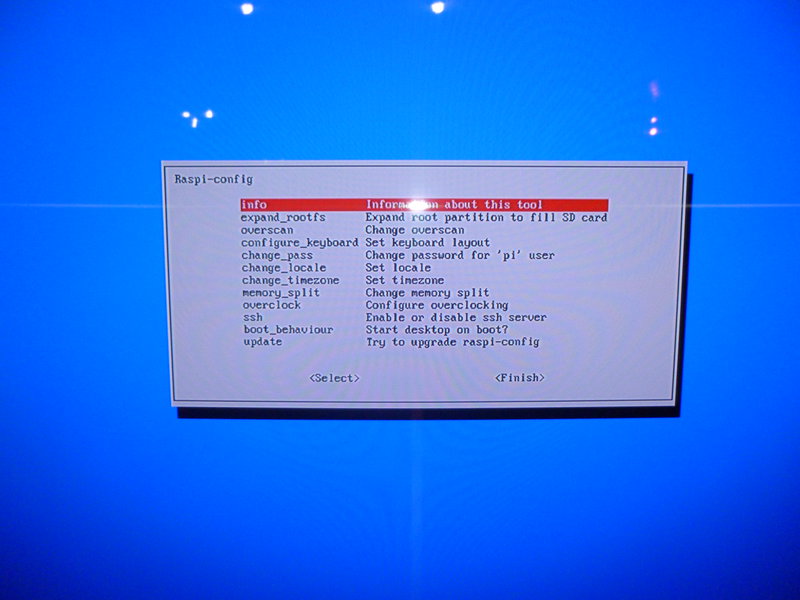 Raspi-config
info Information about this tool
expand_rootfs Expand root partition to fill SD card
overscan Change overscan
configure_keyboard Set keyboard layout
change_pass Change password for 'pi' user
change_locale Set locale
change_timezone Set timezone
memory_split Change memory split
overclock Configure overclocking
ssh Enable or disable ssh server
boot_behaviour Start desktop on boot?
update Try to upgrade raspi-config
<Select> <Finish>